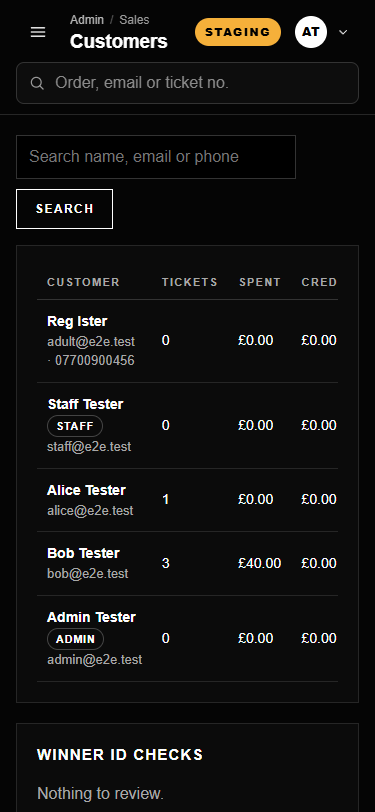 Admin / Sales
Customers
STAGING
AT
Order, email or ticket no.
Search name, email or phone
SEARCH
CUSTOMER TICKETS SPENT CRED
Reg Ister
adult@e2e.test
· 07700900456
0 £0.00 £0.00
Staff Tester
STAFF
staff@e2e.test
0 £0.00 £0.00
Alice Tester
alice@e2e.test
1 £0.00 £0.00
Bob Tester
bob@e2e.test
3 £40.00 £0.00
Admin Tester
ADMIN
admin@e2e.test
0 £0.00 £0.00
WINNER ID CHECKS
Nothing to review.